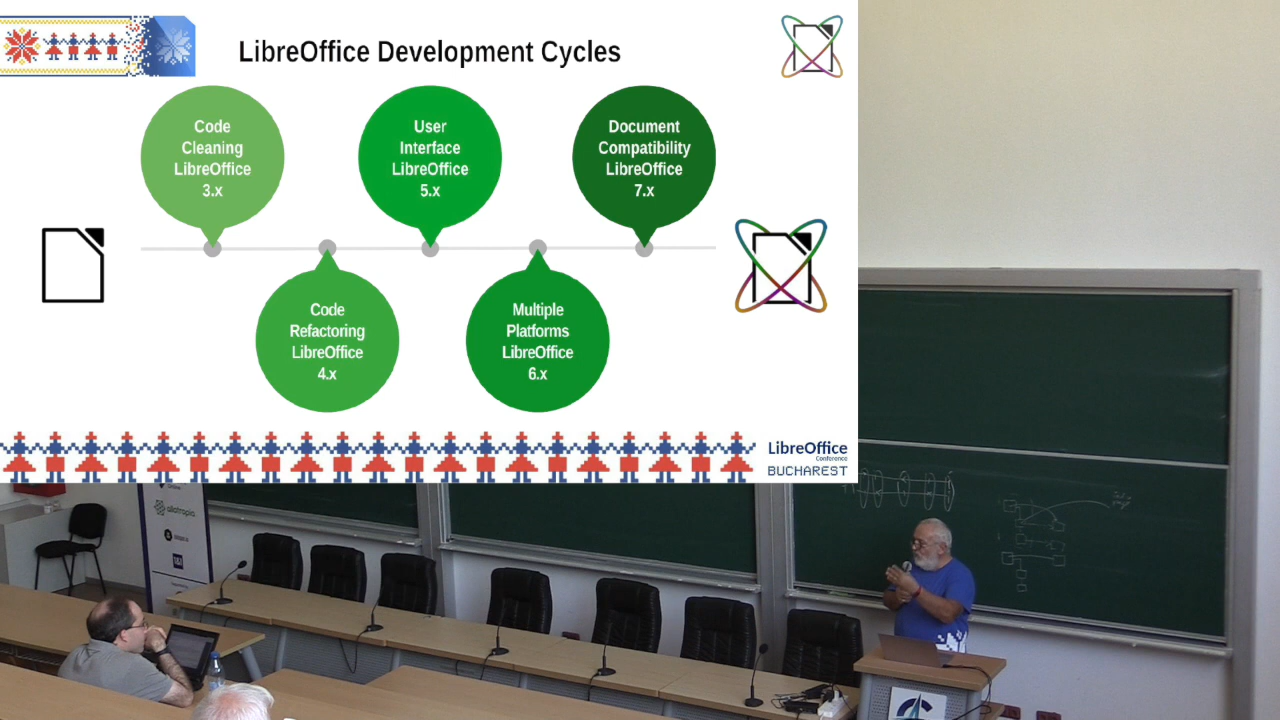 LibreOffice Development Cycles
Code
Cleaning
LibreOffice
3.x
User
Interface
LibreOffice
5.x
Document
Compatibility
LibreOffice
7.x
Code
Refactoring
LibreOffice
4.x
Multiple
Platforms
LibreOffice
6.x
LibreOffice
Conference
BUCHAREST
allotropia